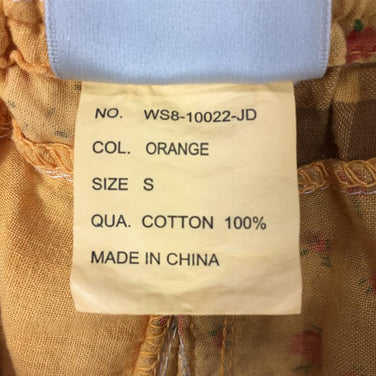 NO. WS8-10022-JD
COL. ORANGE
SIZE S
QUA. COTTON 100%
MADE IN CHINA